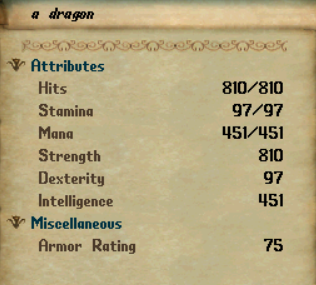 a dragon
Attributes
Hits 810/810
Stamina 97/97
Mana 451/451
Strength 810
Dexterity 97
Intelligence 451
Miscellaneous
Armor Rating 75